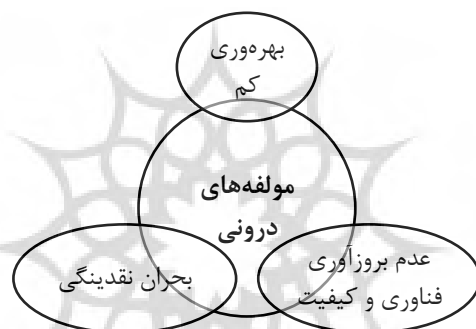 بهره‌وری
کم
مولفه‌های
درونی
عدم بروزآوری
فناوری و کیفیت
بحران نقدینگی